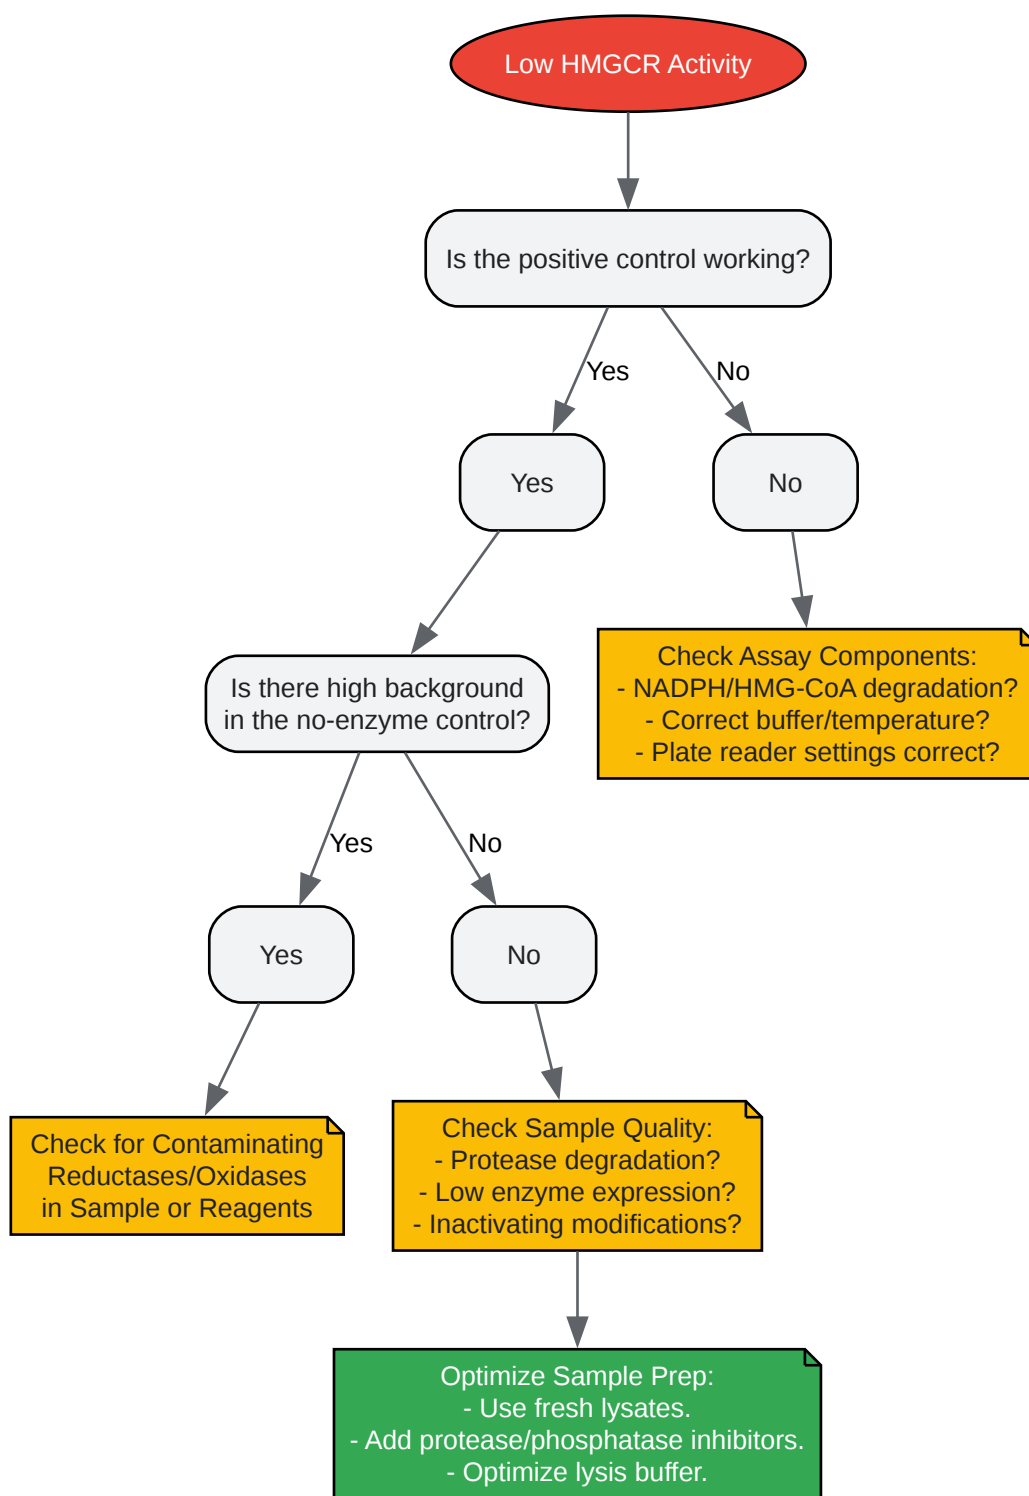 Low HMGCR Activity
Is the positive control working?
Yes
No
Yes
No
Check Assay Components:
- NADPH/HMG-CoA degradation?
- Correct buffer/temperature?
- Plate reader settings correct?
Is there high background
in the no-enzyme control?
Yes
No
Yes
No
Check for Contaminating
Reductases/Oxidases
in Sample or Reagents
Check Sample Quality:
- Protease degradation?
- Low enzyme expression?
- Inactivating modifications?
Optimize Sample Prep:
- Use fresh lysates.
- Add protease/phosphatase inhibitors.
- Optimize lysis buffer.